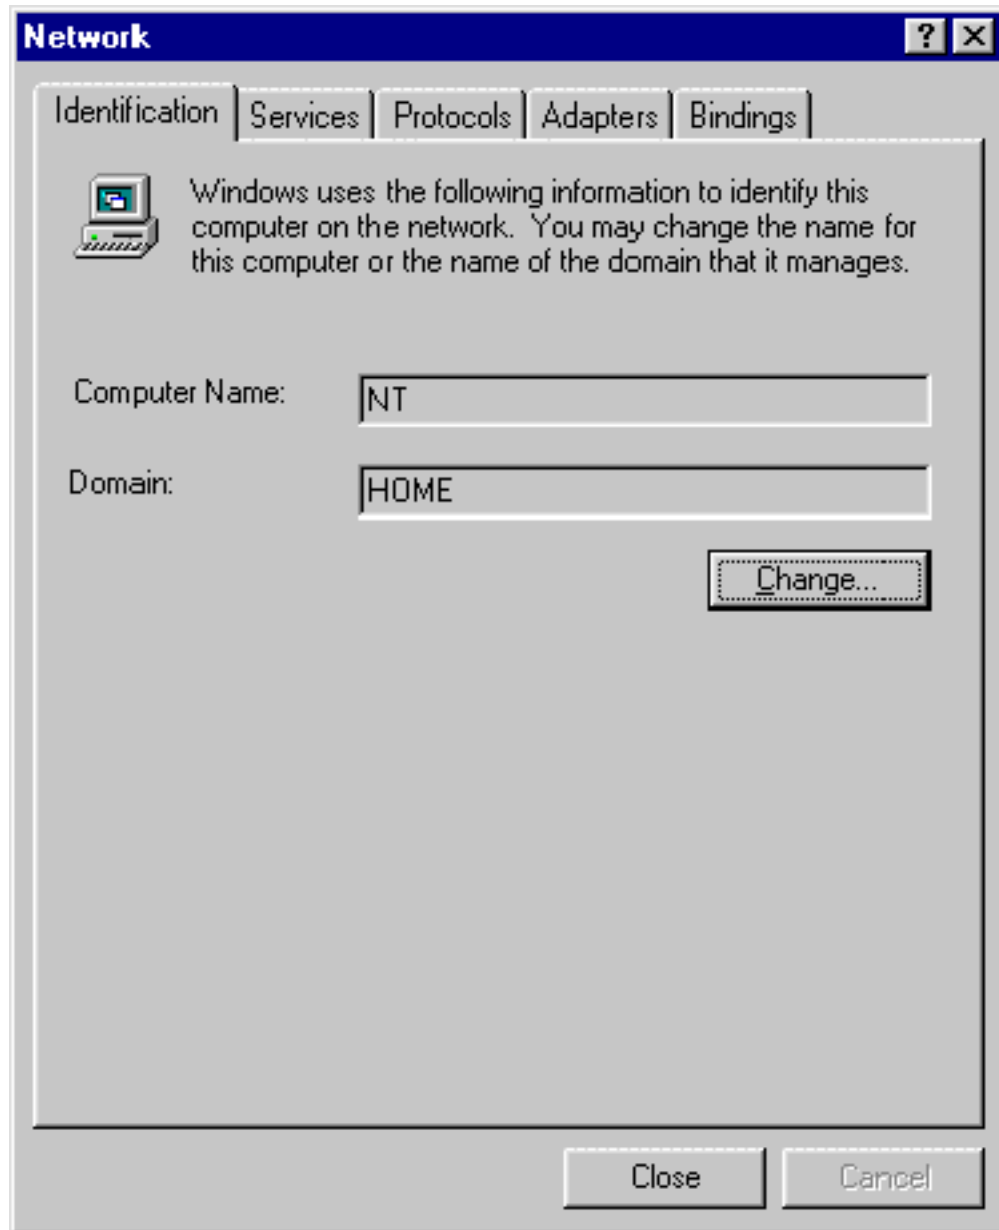 Network
Identification Services Protocols Adapters Bindings
Windows uses the following information to identify this
computer on the network. You may change the name for
this computer or the name of the domain that it manages.
Computer Name: NT
Domain: HOME
Change...
Close Cancel